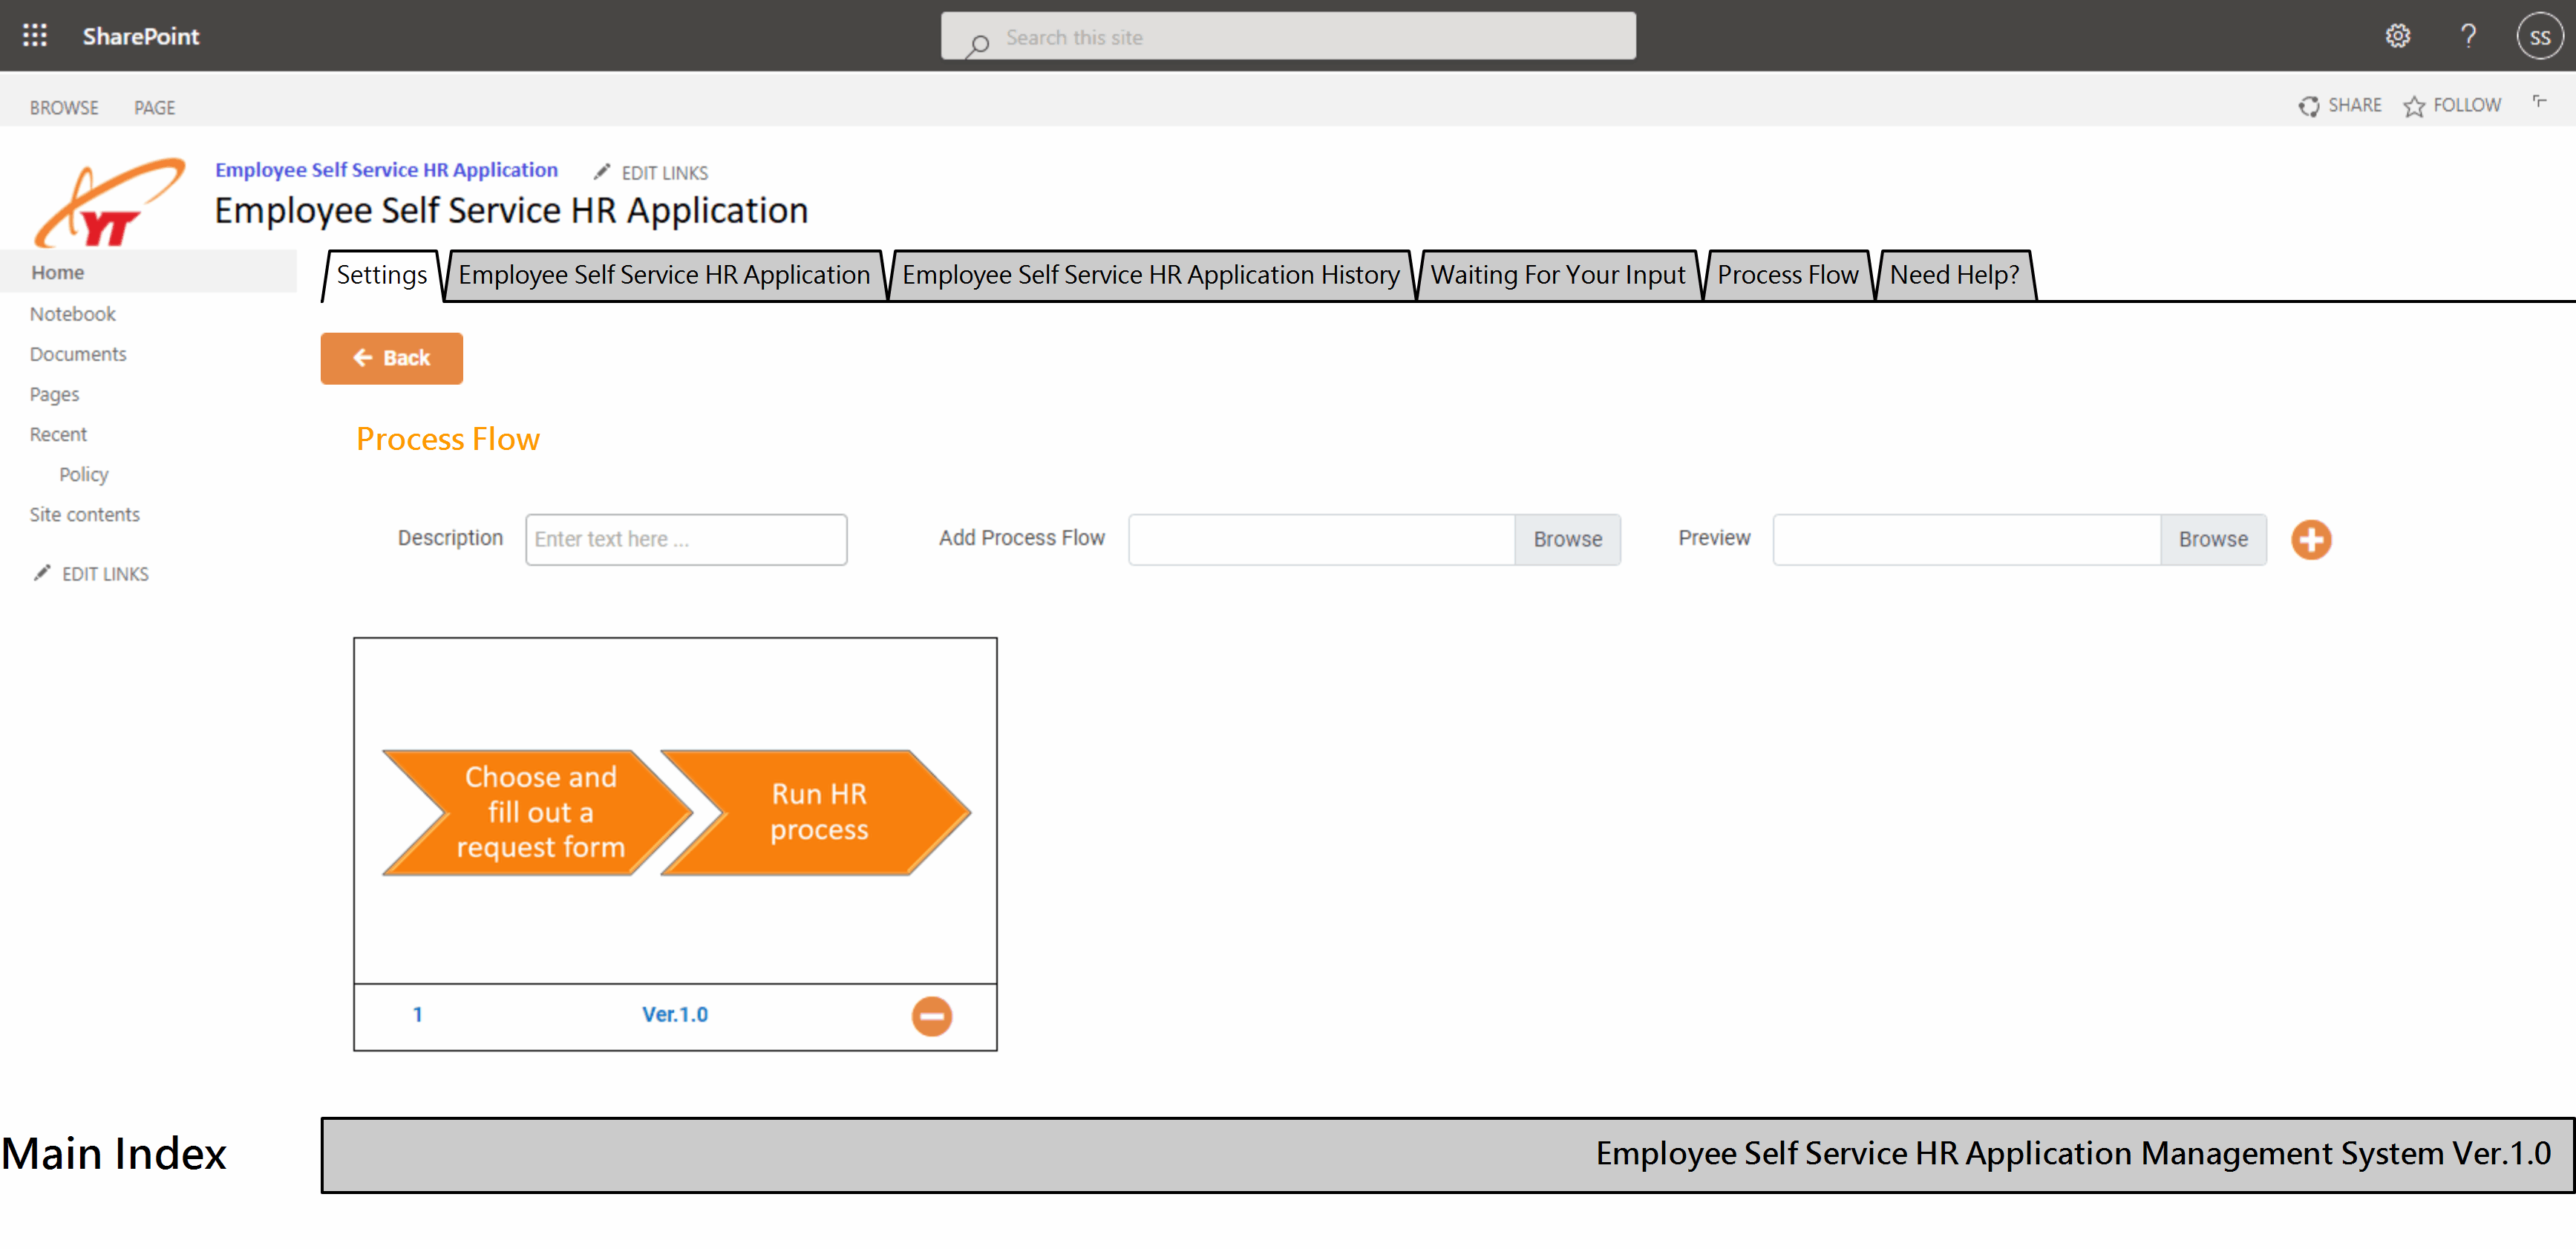 SharePoint
Search this site
?
SS
BROWSE
PAGE
SHARE
FOLLOW
YT
Employee Self Service HR Application
EDIT LINKS
Employee Self Service HR Application
Home
Notebook
Documents
Pages
Recent
Policy
Site contents
EDIT LINKS
Settings
Employee Self Service HR Application
Employee Self Service HR Application History
Waiting For Your Input
Process Flow
Need Help?
Back
Process Flow
Description
Enter text here ...
Add Process Flow
Browse
Preview
Browse
Choose and
fill out a
request form
Run HR
process
1
Ver.1.0
Main Index
Employee Self Service HR Application Management System Ver.1.0